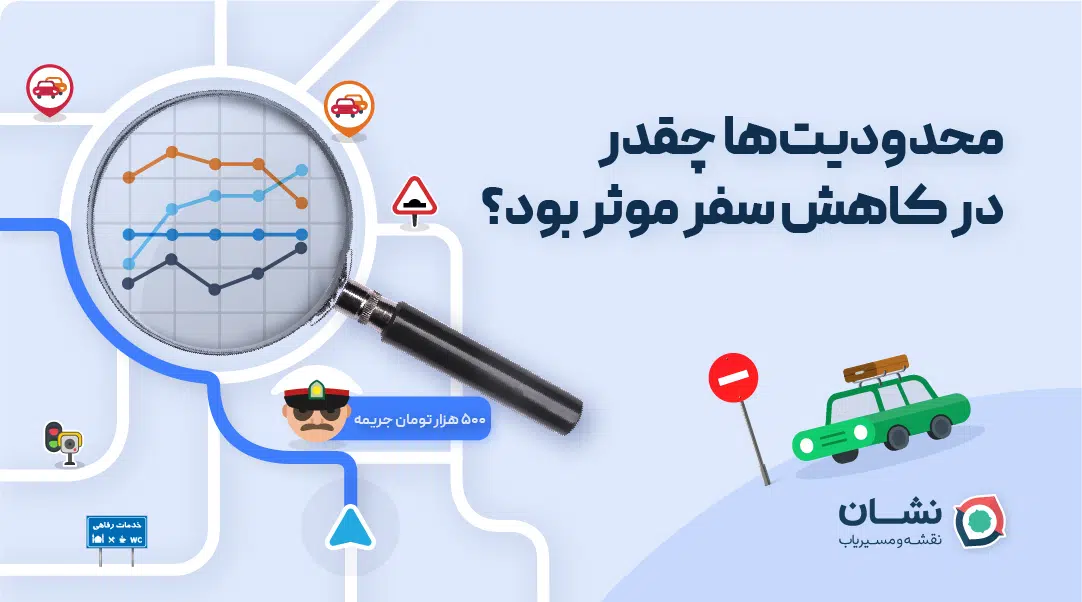 محدودیت‌ها چقدر
در کاهش سفر موثر بود؟
۵۰۰ هزار تومان جریمه
خدمات رفاهی
WC
نشان
نقشه و مسیریاب